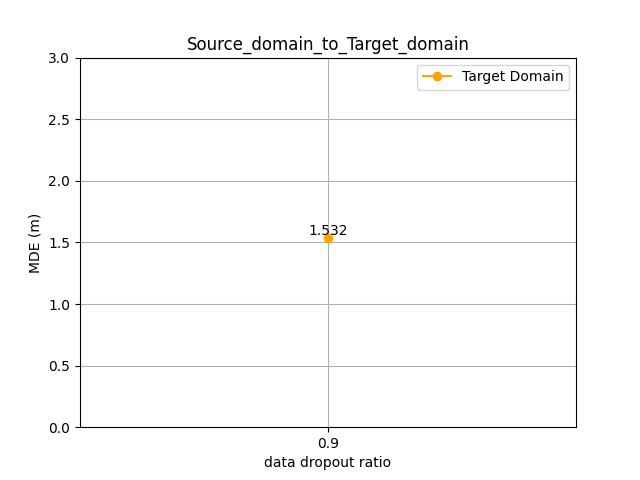 Source_domain_to_Target_domain
3.0
Target Domain
2.5
2.0
MDE (m)
1.532
1.5
1.0
0.5
0.0
0.9
data dropout ratio